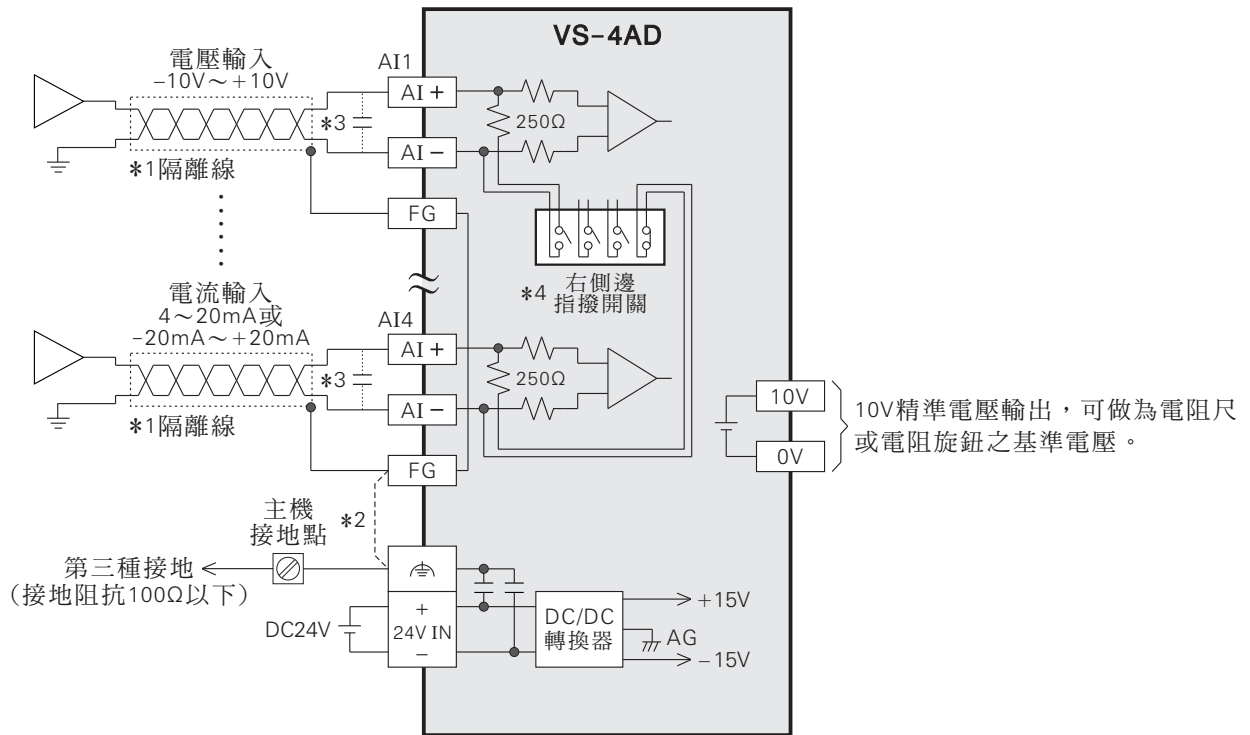 VS-4AD
電壓輸入
-10V～+10V
AI1
AI+
*3
250Ω
AI-
*1隔離線
FG
*4 右側邊
指撥開關
電流輸入
4～20mA或
-20mA～+20mA
AI4
AI+
*3
250Ω
AI-
*1隔離線
FG
10V
0V
10V精準電壓輸出，可做為電阻尺
或電阻旋鈕之基準電壓。
主機
接地點
*2
第三種接地
（接地阻抗100Ω以下）
DC24V
+
24V IN
-
DC/DC
轉換器
+15V
AG
-15V